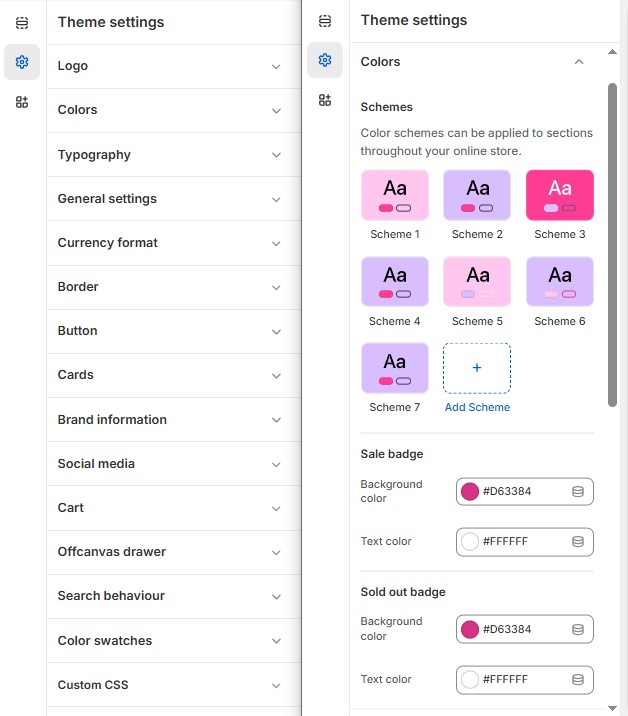 Theme settings
Logo
Colors
Typography
General settings
Currency format
Border
Button
Cards
Brand information
Social media
Cart
Offcanvas drawer
Search behaviour
Color swatches
Custom CSS
Theme settings
Colors
Schemes
Color schemes can be applied to sections
throughout your online store.
Aa Aa Aa
Scheme 1 Scheme 2 Scheme 3
Aa Aa Aa
Scheme 4 Scheme 5 Scheme 6
Aa +
Scheme 7 Add Scheme
Sale badge
Background
color
#D63384
Text color #FFFFFF
Sold out badge
Background
color
#D63384
Text color #FFFFFF